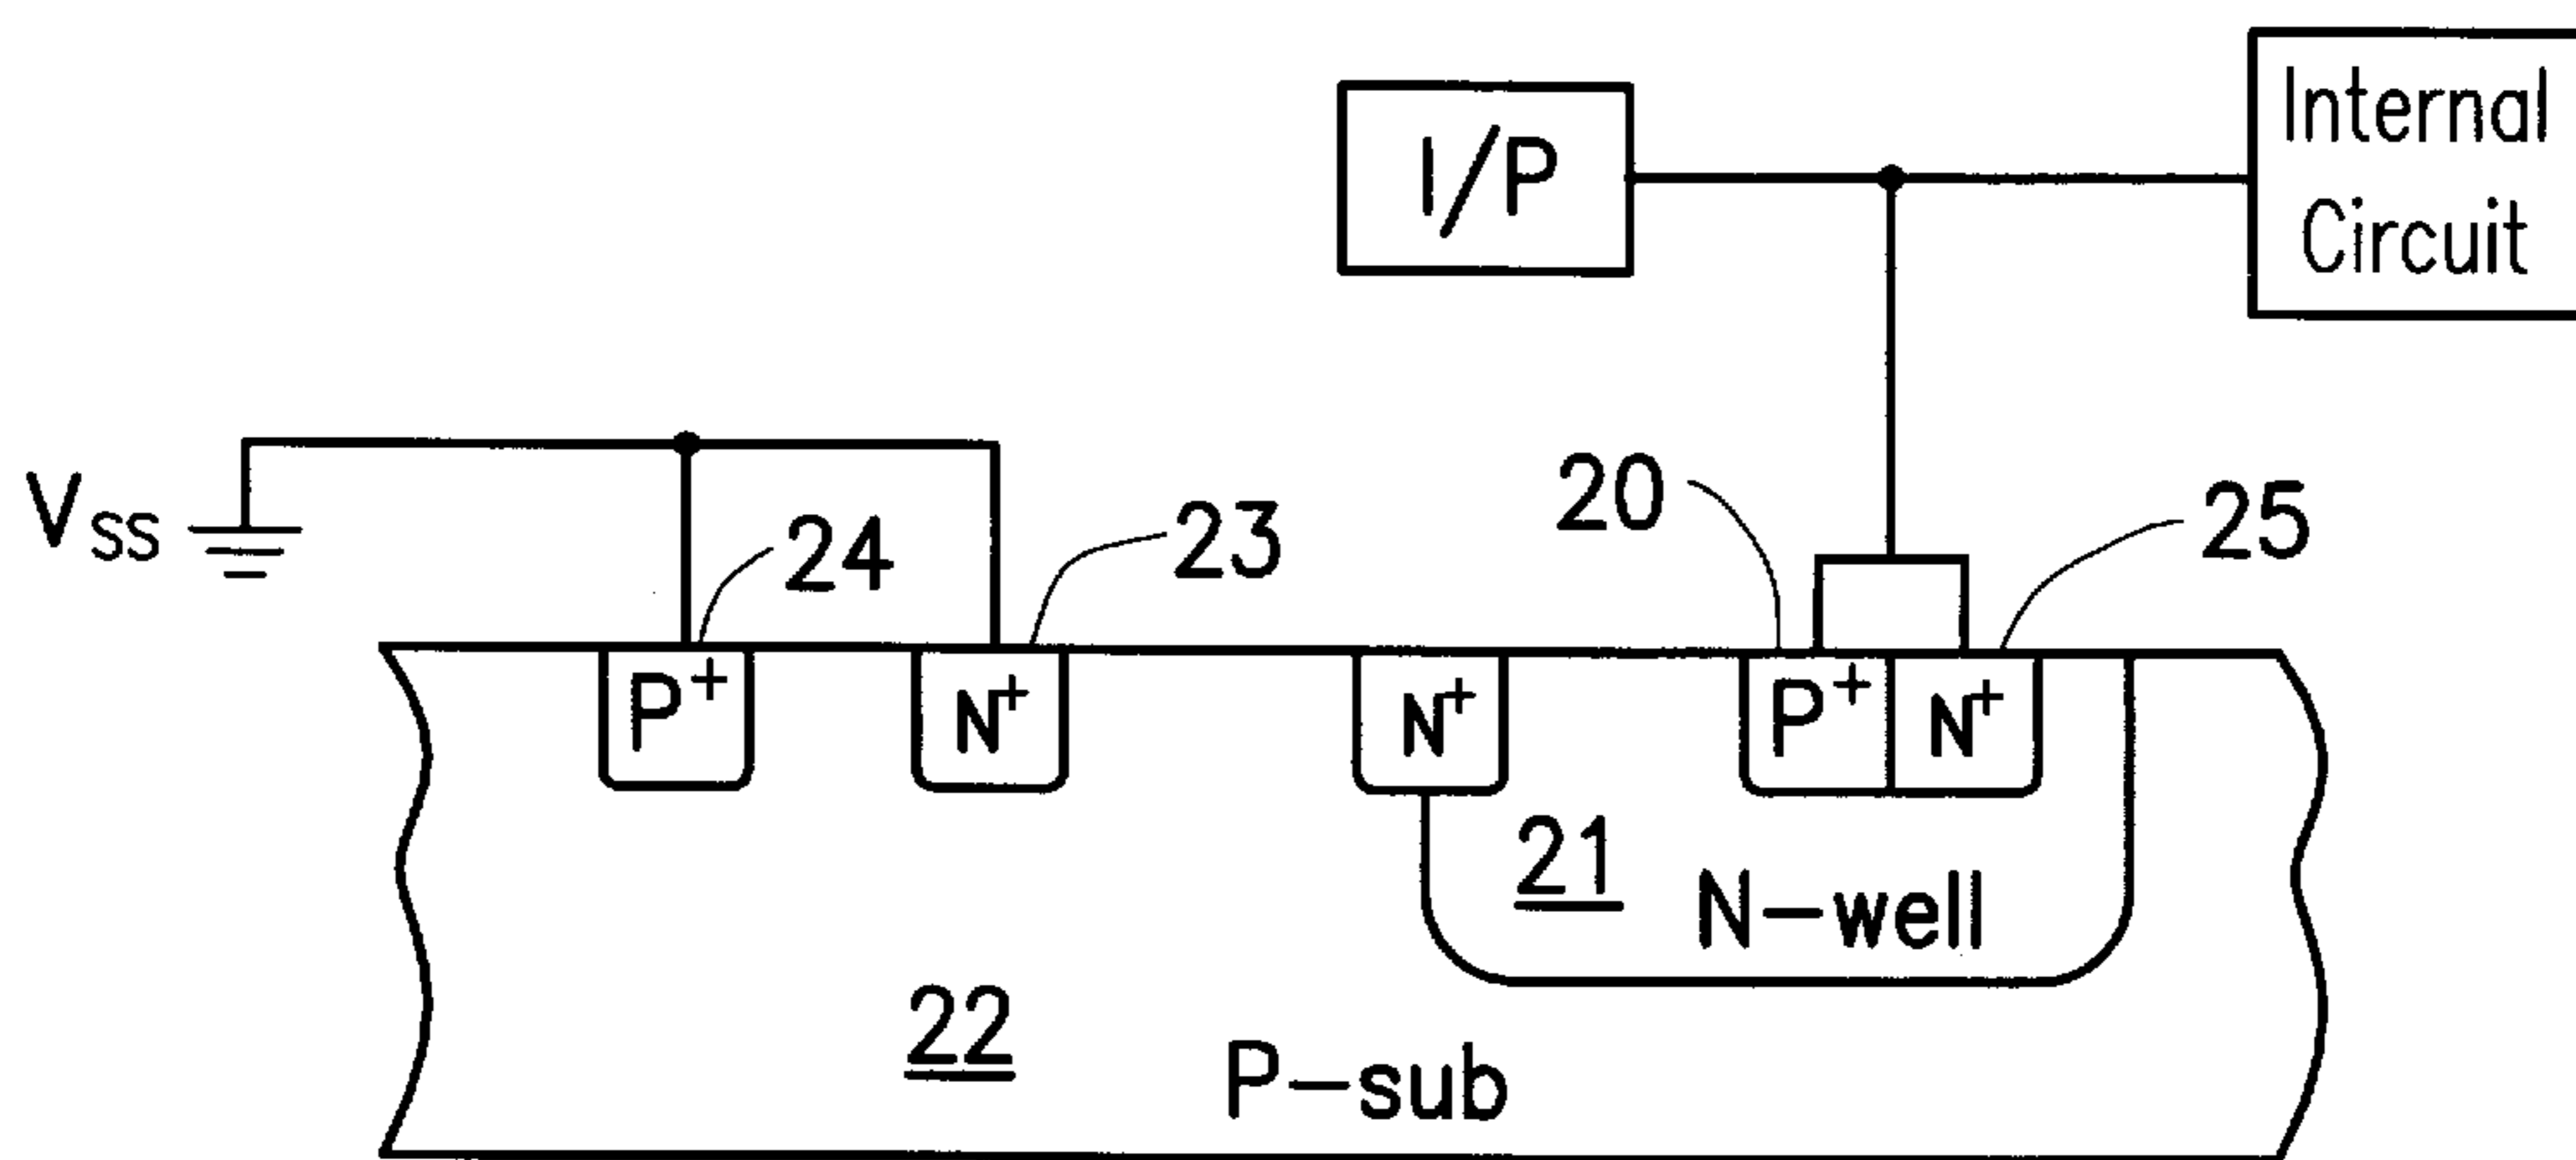 Internal
Circuit
I/P
VSS
24
23
20
25
P+
N+
N+
P+
N+
21
N-well
22
P-sub